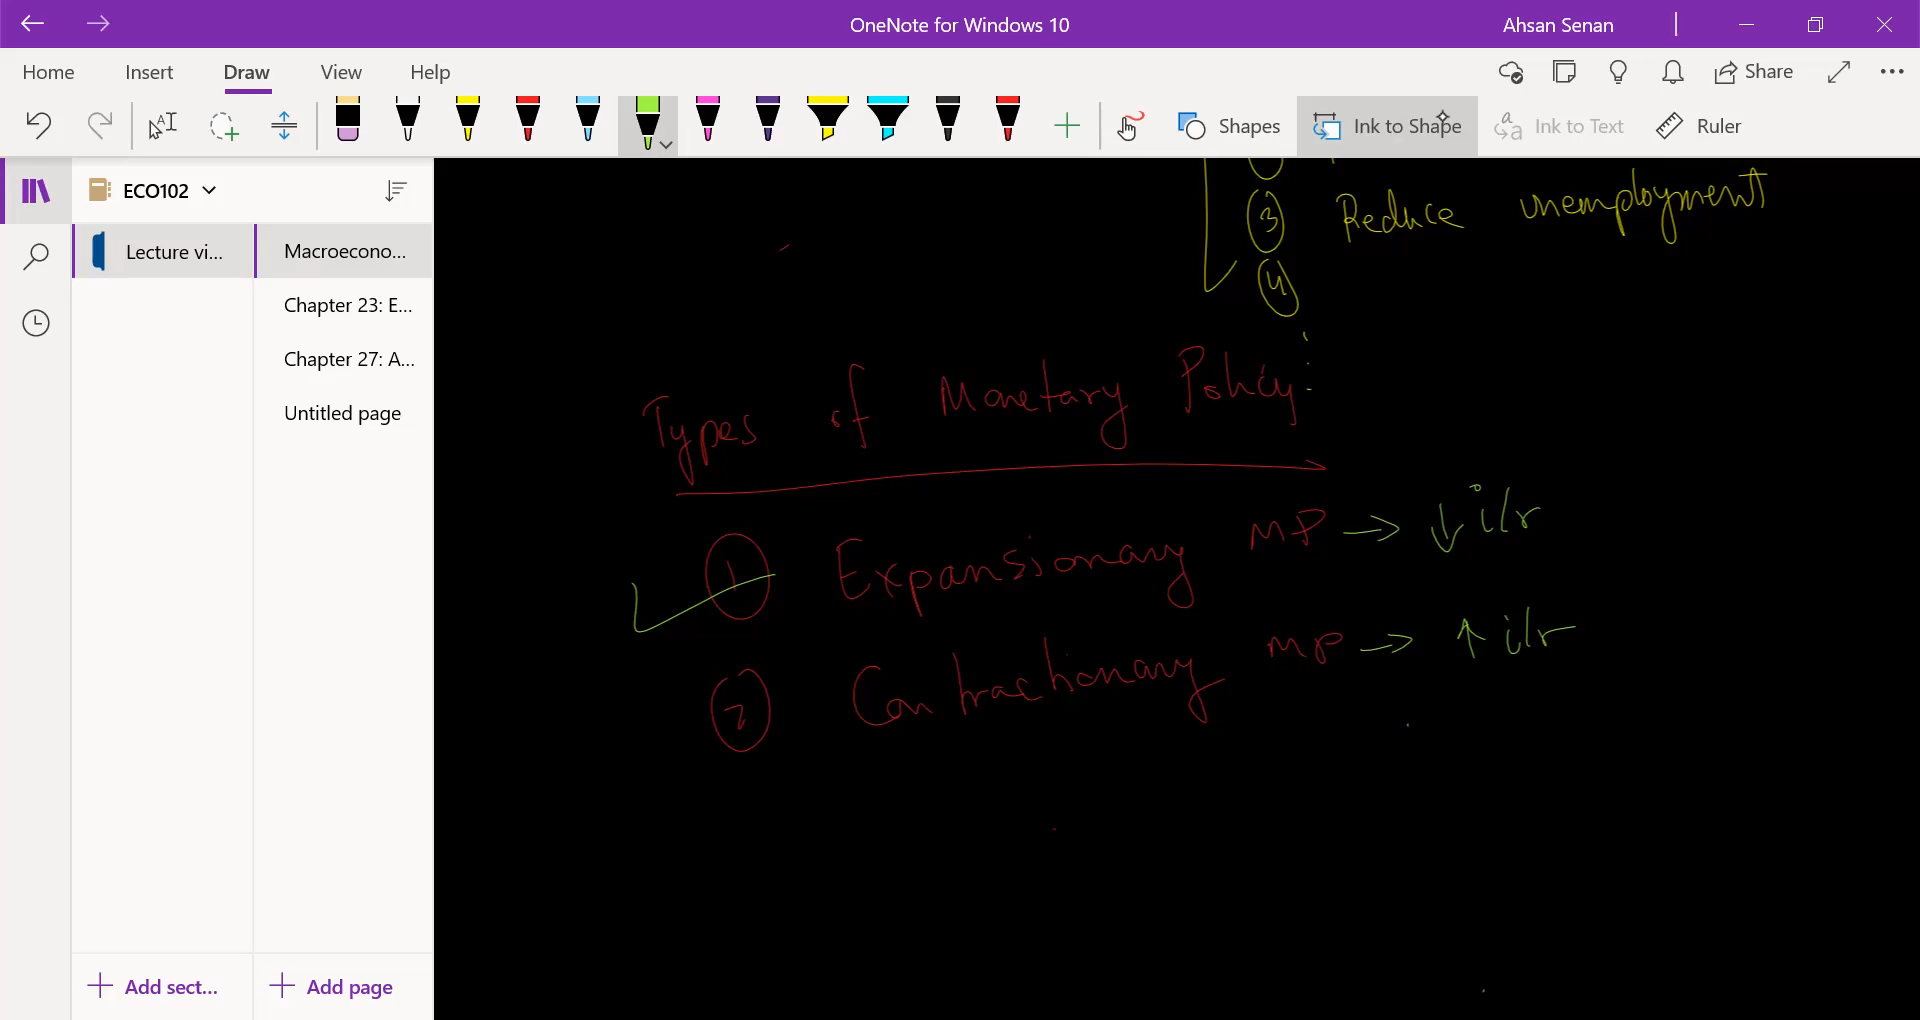 OneNote for Windows 10
Ahsan Senan
Home Insert Draw View Help
Share
Shapes
Ink to Shape
Ink to Text
Ruler
ECO102
Lecture vi...
Macroecono...
Chapter 23: E...
Chapter 27: A...
Untitled page
3 Reduce unemployment
4
Types of Monetary Policy:
1 Expansionary MP → ↓ i/r
2 Contractionary MP → ↑ i/r
Add sect...
Add page